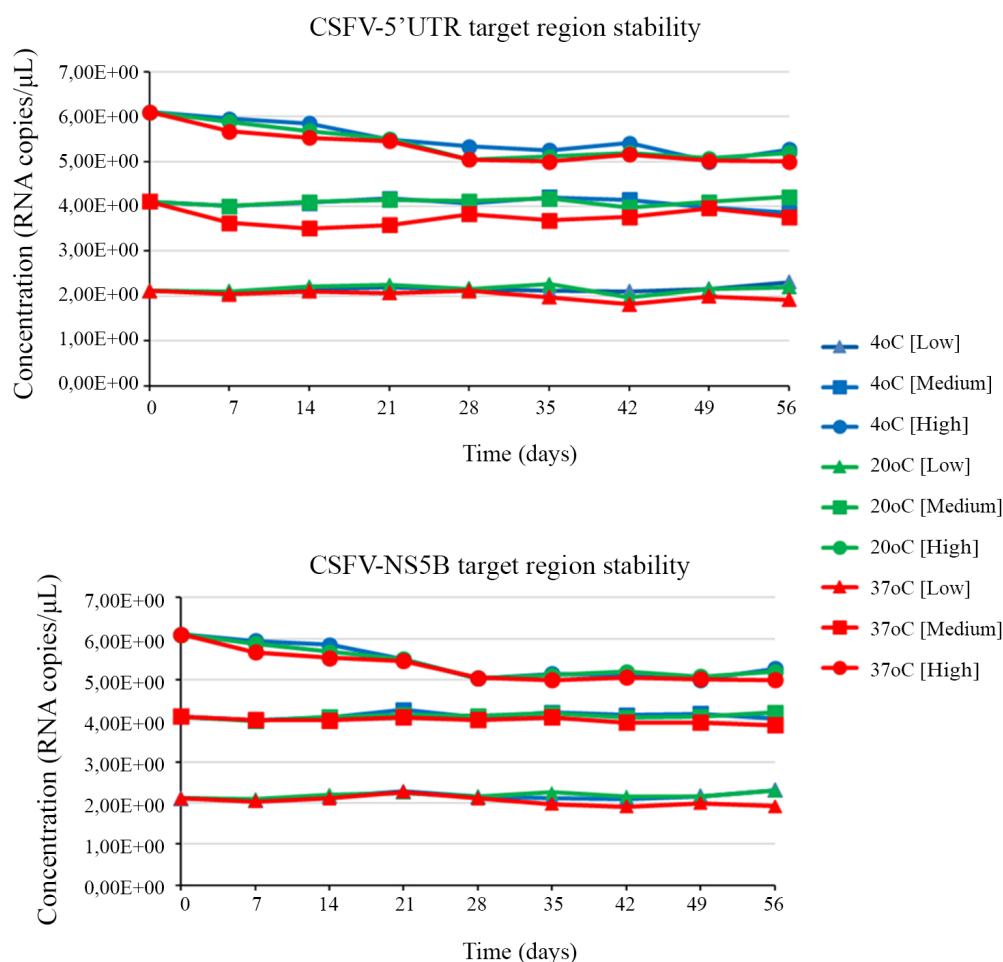 CSFV-5’UTR target region stability
Concentration (RNA copies/µL)
7,00E+00
6,00E+00
5,00E+00
4,00E+00
3,00E+00
2,00E+00
1,00E+00
0,00E+00
0 7 14 21 28 35 42 49 56
Time (days)
4oC [Low]
4oC [Medium]
4oC [High]
20oC [Low]
20oC [Medium]
20oC [High]
37oC [Low]
37oC [Medium]
37oC [High]
CSFV-NS5B target region stability
Concentration (RNA copies/µL)
7,00E+00
6,00E+00
5,00E+00
4,00E+00
3,00E+00
2,00E+00
1,00E+00
0,00E+00
0 7 14 21 28 35 42 49 56
Time (days)